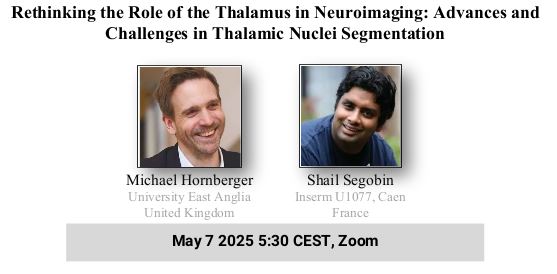 Rethinking the Role of the Thalamus in Neuroimaging: Advances and
Challenges in Thalamic Nuclei Segmentation
Michael Hornberger
University East Anglia
United Kingdom
Shail Segobin
Inserm U1077, Caen
France
May 7 2025 5:30 CEST, Zoom